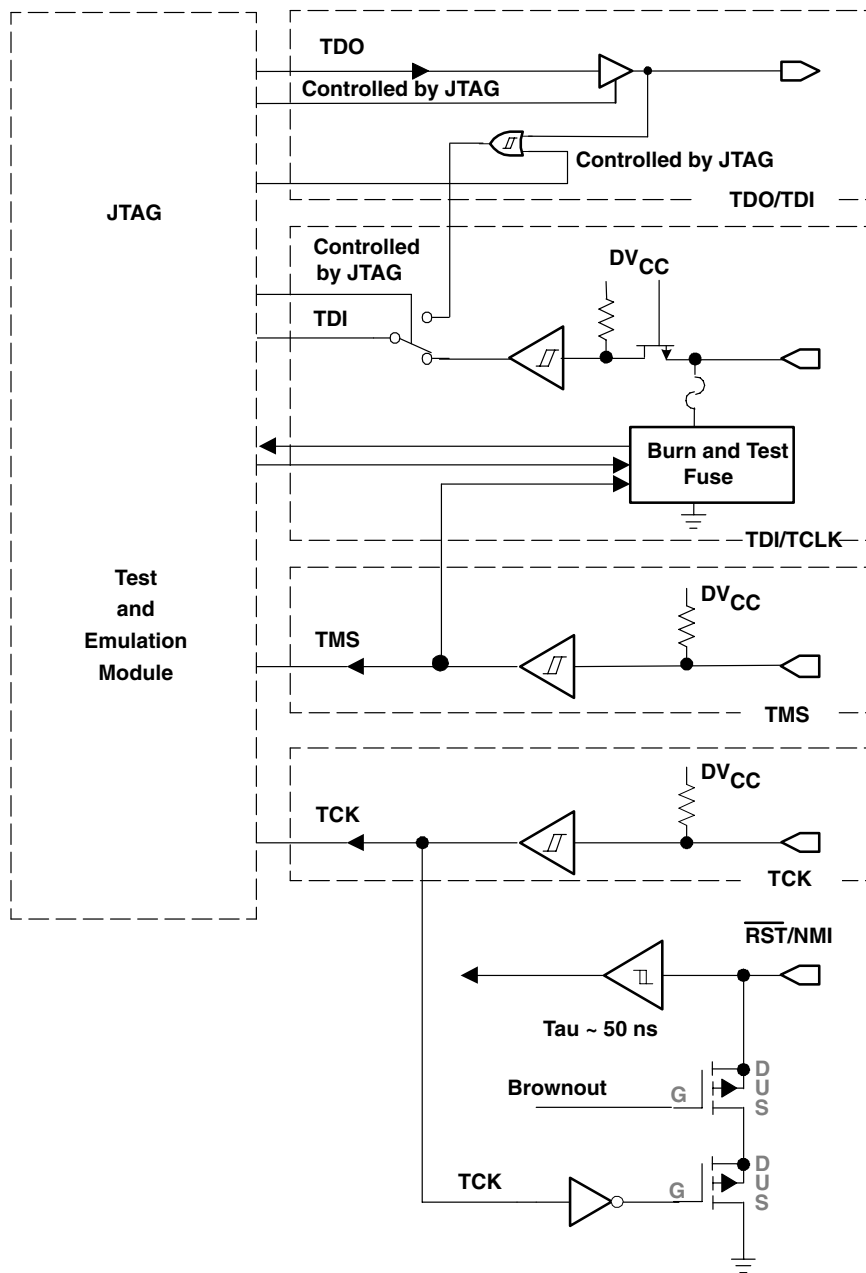 TDO
Controlled by JTAG
Controlled by JTAG
TDO/TDI
JTAG
Controlled
by JTAG
DVCC
TDI
Burn and Test
Fuse
TDI/TCLK
Test
and
Emulation
Module
DVCC
TMS
TMS
DVCC
TCK
TCK
RST/NMI
Tau ~ 50 ns
Brownout
G
D
U
S
TCK
G
D
U
S